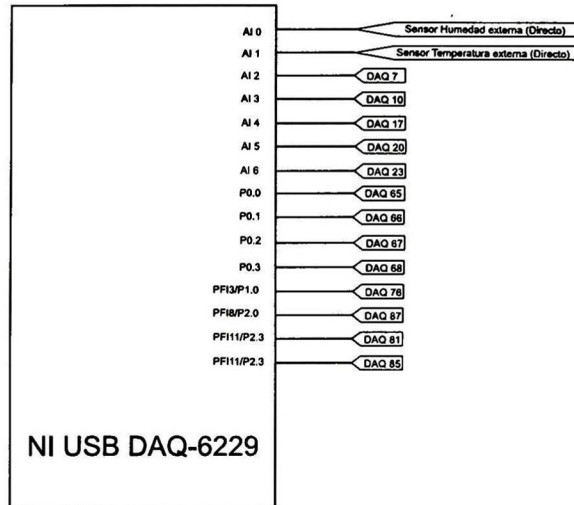 AI 0 Sensor Humedad externa (Directo)
AI 1 Sensor Temperatura externa (Directo)
AI 2 DAQ 7
AI 3 DAQ 10
AI 4 DAQ 17
AI 5 DAQ 20
AI 6 DAQ 23
P0.0 DAQ 65
P0.1 DAQ 66
P0.2 DAQ 67
P0.3 DAQ 68
PFI3/P1.0 DAQ 76
PFI8/P2.0 DAQ 87
PFI11/P2.3 DAQ 81
PFI11/P2.3 DAQ 85
NI USB DAQ-6229